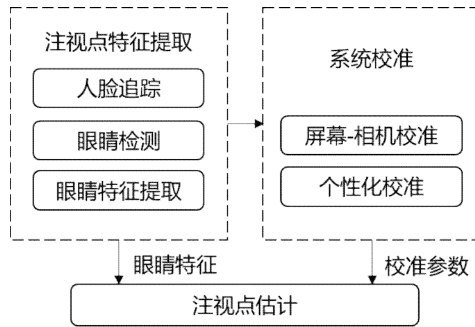 注视点特征提取
人脸追踪
眼睛检测
眼睛特征提取
系统校准
屏幕-相机校准
个性化校准
眼睛特征
校准参数
注视点估计